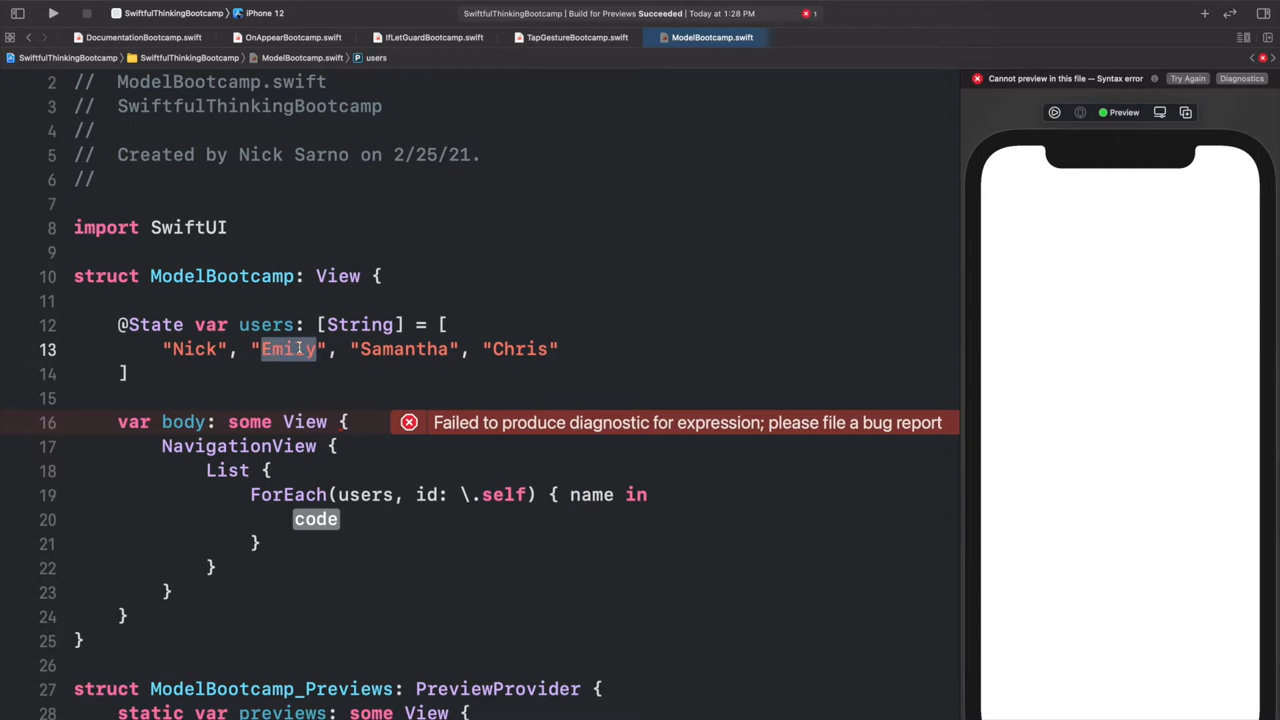 SwiftfulThinkingBootcamp  iPhone 12
SwiftfulThinkingBootcamp | Build for Previews Succeeded | Today at 1:28 PM
1
DocumentationBootcamp.swift
OnAppearBootcamp.swift
IfLetGuardBootcamp.swift
TapGestureBootcamp.swift
ModelBootcamp.swift
SwiftfulThinkingBootcamp
SwiftfulThinkingBootcamp
ModelBootcamp.swift
P users
2 //  ModelBootcamp.swift
3 //  SwiftfulThinkingBootcamp
4 //
5 //  Created by Nick Sarno on 2/25/21.
6 //
7
8 import SwiftUI
9
10 struct ModelBootcamp: View {
11
12     @State var users: [String] = [
13         "Nick", "Emily", "Samantha", "Chris"
14     ]
15
16     var body: some View {  Failed to produce diagnostic for expression; please file a bug report
17         NavigationView {
18             List {
19                 ForEach(users, id: \.self) { name in
20                     code
21                 }
22             }
23         }
24     }
25 }
26
27 struct ModelBootcamp_Previews: PreviewProvider {
28     static var previews: some View {
Cannot preview in this file — Syntax error
Try Again
Diagnostics
Preview